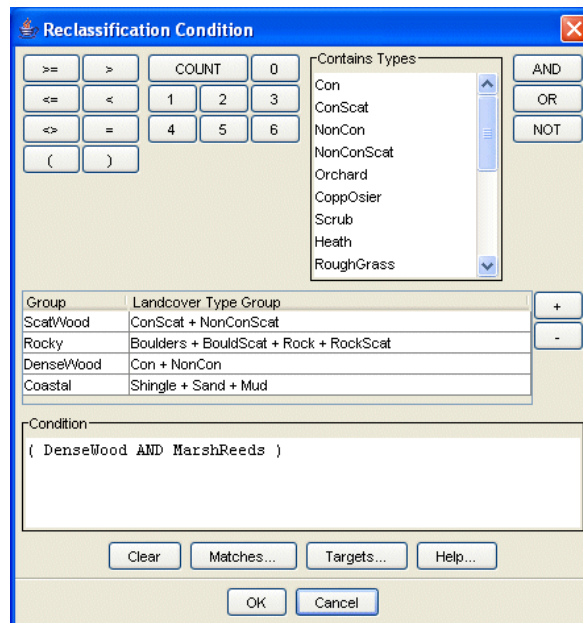 Reclassification Condition
>= > COUNT 0
<= < 1 2 3
<> = 4 5 6
( )
Contains Types
Con
ConScat
NonCon
NonConScat
Orchard
CoppOsier
Scrub
Heath
RoughGrass
AND
OR
NOT
Group Landcover Type Group
ScatWood ConScat + NonConScat
Rocky Boulders + BouldScat + Rock + RockScat
DenseWood Con + NonCon
Coastal Shingle + Sand + Mud
+
-
Condition
( DenseWood AND MarshReeds )
Clear Matches... Targets... Help...
OK Cancel